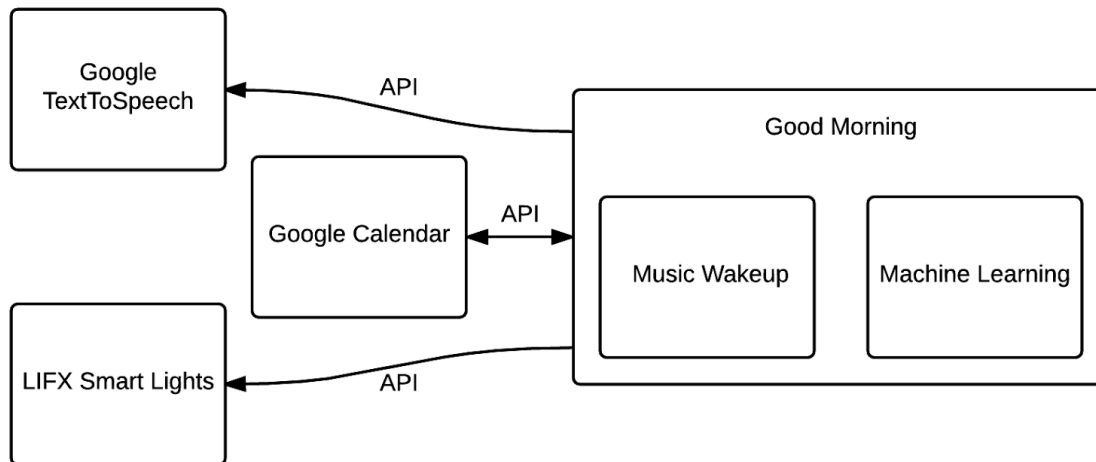 Google
TextToSpeech
API
Good Morning
Google Calendar
API
Music Wakeup
Machine Learning
LIFX Smart Lights
API